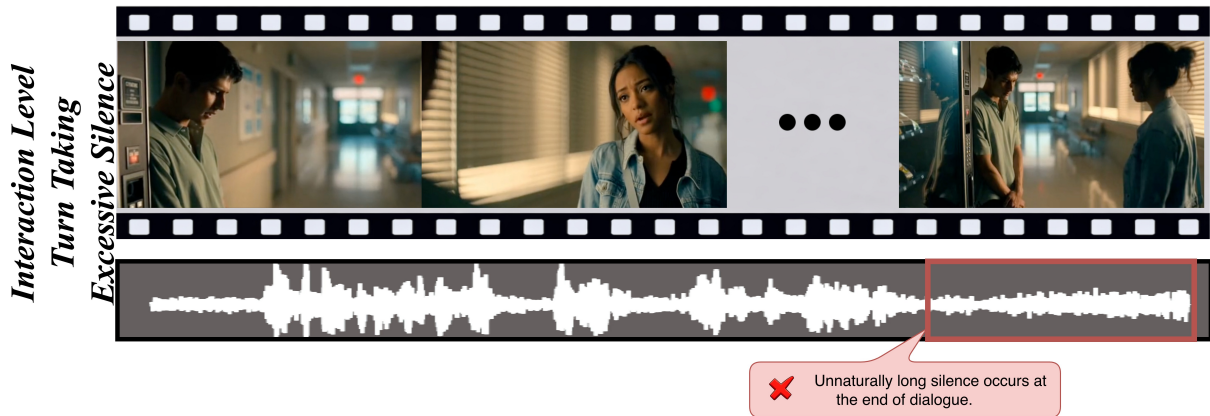 Interaction Level
Turn Taking
Excessive Silence
Unnaturally long silence occurs at
the end of dialogue.